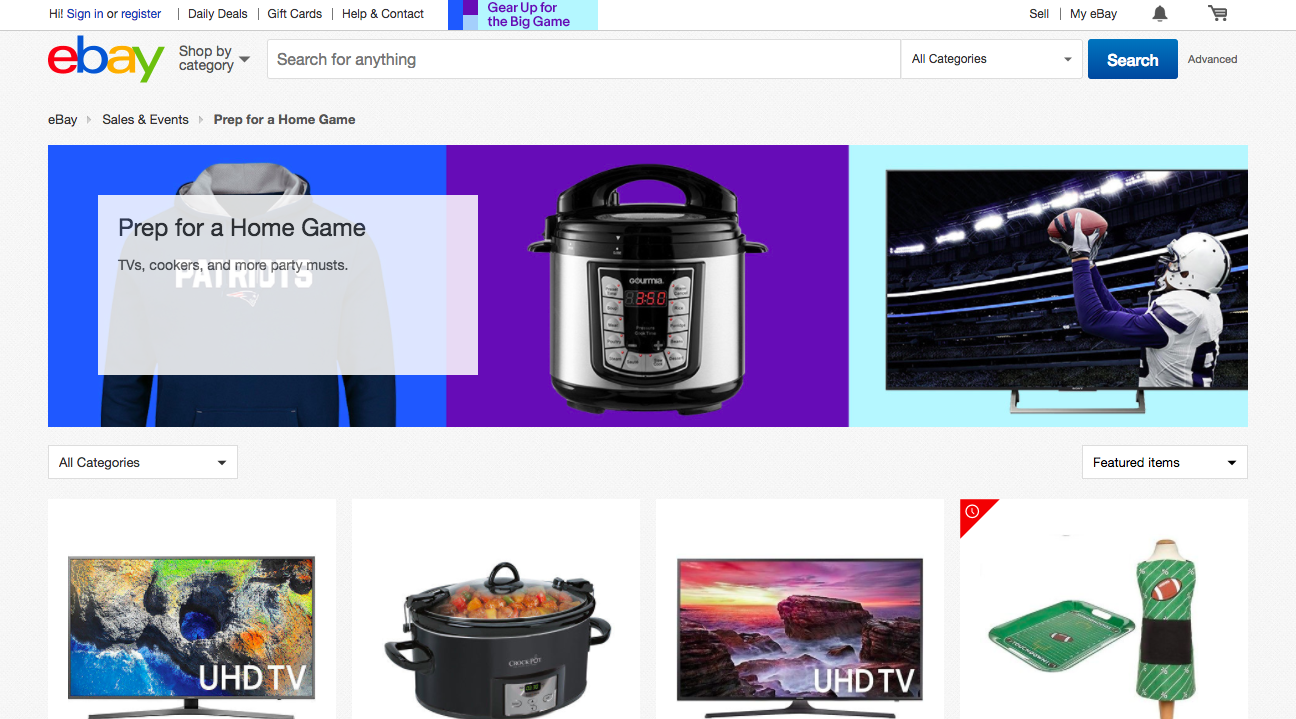 Hi! Sign in or register
Daily Deals
Gift Cards
Help & Contact
Gear Up for
the Big Game
Sell
My eBay
ebay
Shop by
category
Search for anything
All Categories
Search
Advanced
eBay
Sales & Events
Prep for a Home Game
Prep for a Home Game
TVs, cookers, and more party musts.
PATRIOTS
GOURMIA
8:50
SONY
All Categories
Featured items
UHD TV
CROCK-POT
UHD TV